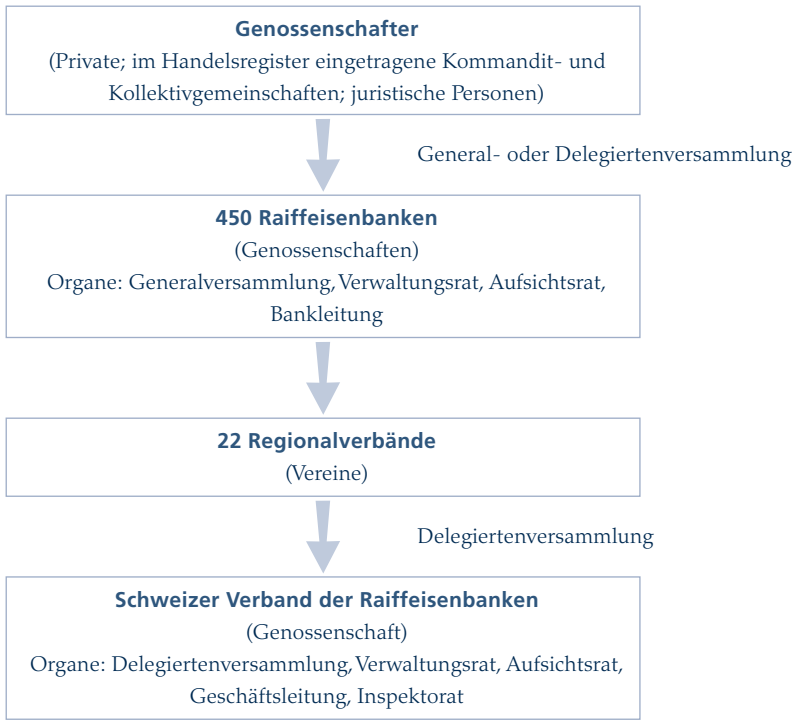 Genossenschafter
(Private; im Handelsregister eingetragene Kommandit- und
Kollektivgemeinschaften; juristische Personen)
General- oder Delegiertenversammlung
450 Raiffeisenbanken
(Genossenschaften)
Organe: Generalversammlung, Verwaltungsrat, Aufsichtsrat,
Bankleitung
22 Regionalverbände
(Vereine)
Delegiertenversammlung
Schweizer Verband der Raiffeisenbanken
(Genossenschaft)
Organe: Delegiertenversammlung, Verwaltungsrat, Aufsichtsrat,
Geschäftsleitung, Inspektorat